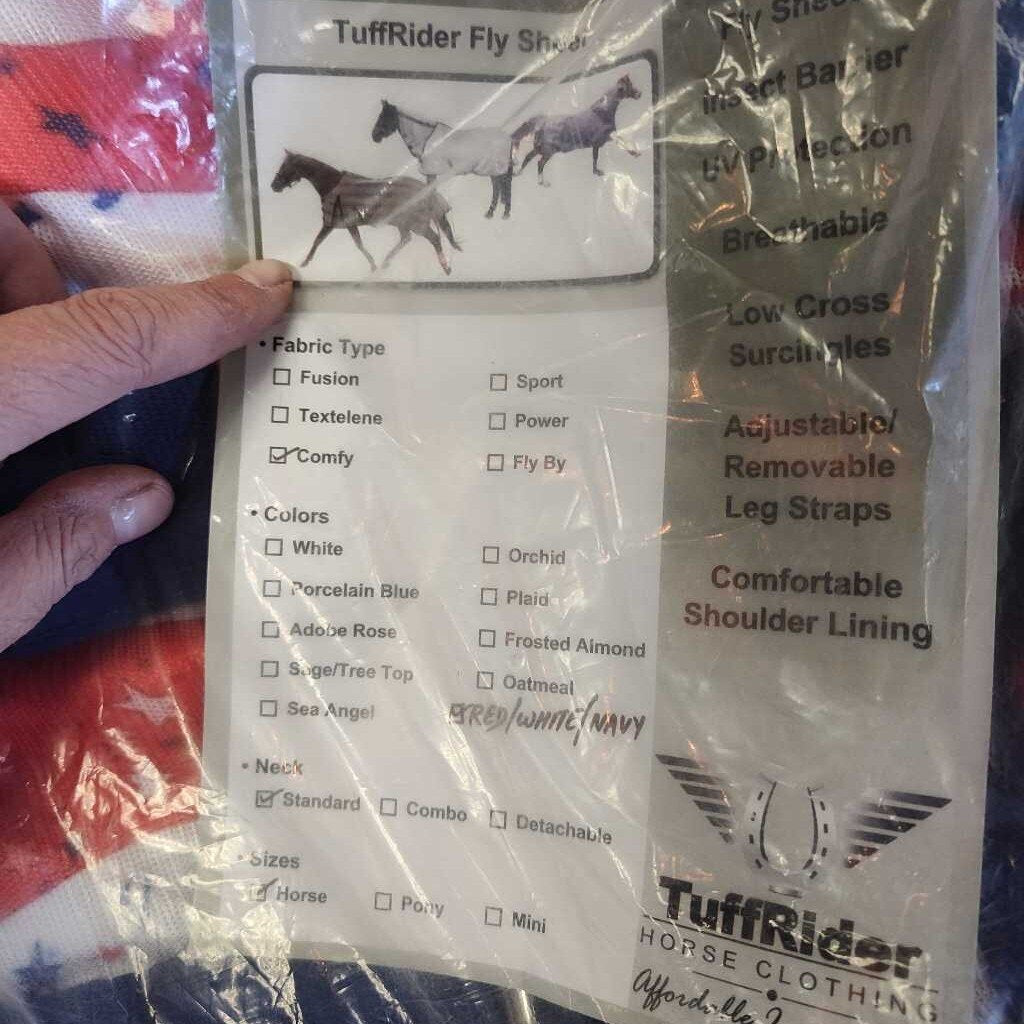 TuffRider Fly Sheet
Fabric Type
Fusion
Sport
Textelene
Power
Comfy
Fly By
Colors
White
Orchid
Porcelain Blue
Plaid
Adobe Rose
Frosted Almond
Sage/Tree Top
Oatmeal
Sea Angel
RED/WHITE/NAVY
Neck
Standard
Combo
Detachable
Sizes
Horse
Pony
Mini
Fly Sheet
Insect Barrier
UV Protection
Breathable
Low Cross
Surcingles
Adjustable/
Removable
Leg Straps
Comfortable
Shoulder Lining
TuffRider
HORSE CLOTHING